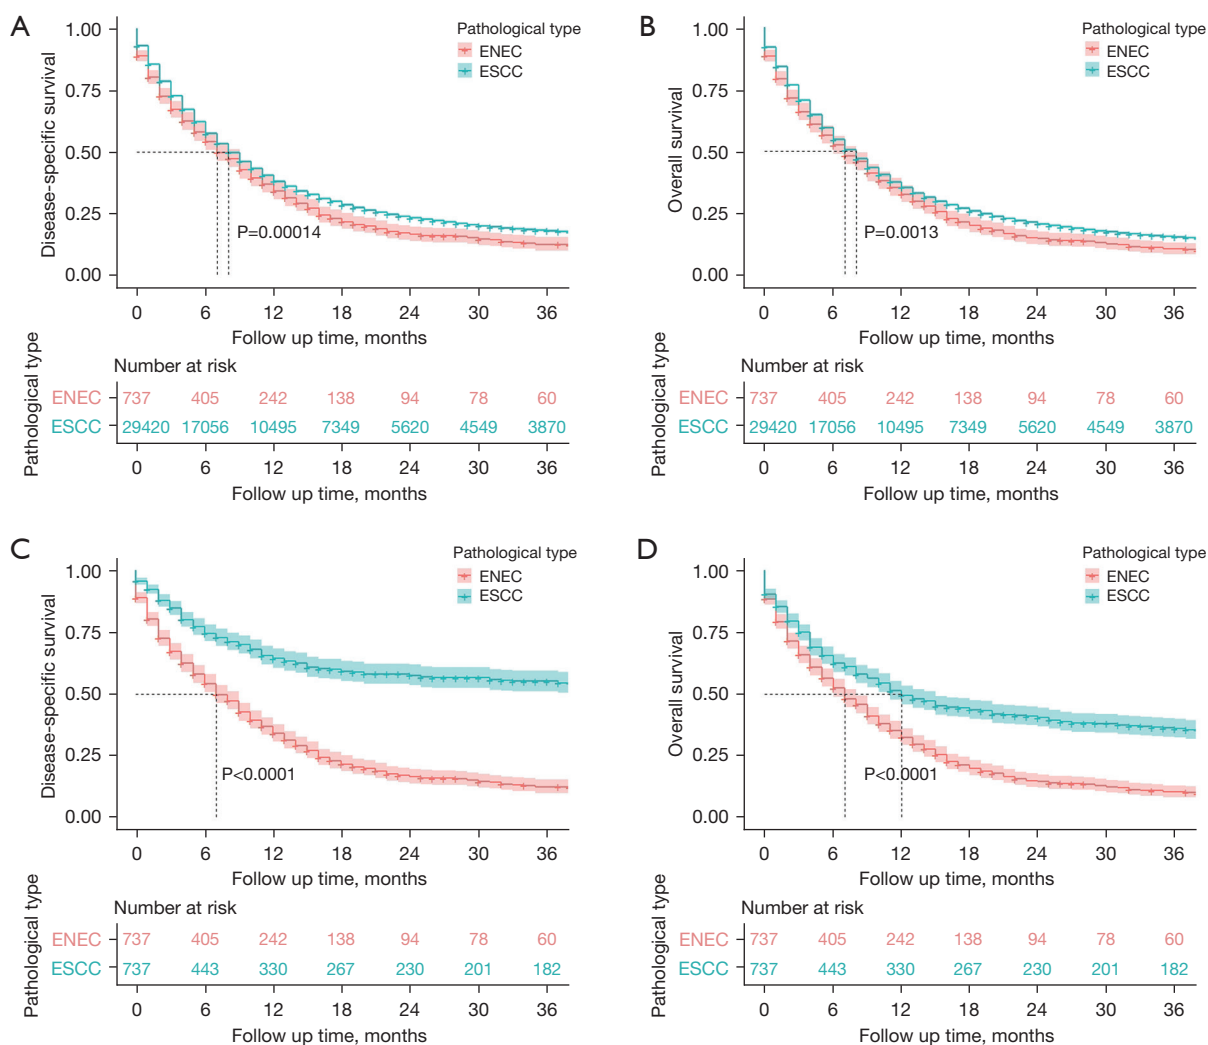 A
Disease-specific survival
1.00
0.75
0.50
0.25
0.00
Pathological type
ENEC
ESCC
P=0.00014
0 6 12 18 24 30 36
Follow up time, months
Pathological type
Number at risk
ENEC 737 405 242 138 94 78 60
ESCC 29420 17056 10495 7349 5620 4549 3870
0 6 12 18 24 30 36
Follow up time, months
B
Overall survival
1.00
0.75
0.50
0.25
0.00
Pathological type
ENEC
ESCC
P=0.0013
0 6 12 18 24 30 36
Follow up time, months
Pathological type
Number at risk
ENEC 737 405 242 138 94 78 60
ESCC 29420 17056 10495 7349 5620 4549 3870
0 6 12 18 24 30 36
Follow up time, months
C
Disease-specific survival
1.00
0.75
0.50
0.25
0.00
Pathological type
ENEC
ESCC
P<0.0001
0 6 12 18 24 30 36
Follow up time, months
Pathological type
Number at risk
ENEC 737 405 242 138 94 78 60
ESCC 737 443 330 267 230 201 182
0 6 12 18 24 30 36
Follow up time, months
D
Overall survival
1.00
0.75
0.50
0.25
0.00
Pathological type
ENEC
ESCC
P<0.0001
0 6 12 18 24 30 36
Follow up time, months
Pathological type
Number at risk
ENEC 737 405 242 138 94 78 60
ESCC 737 443 330 267 230 201 182
0 6 12 18 24 30 36
Follow up time, months